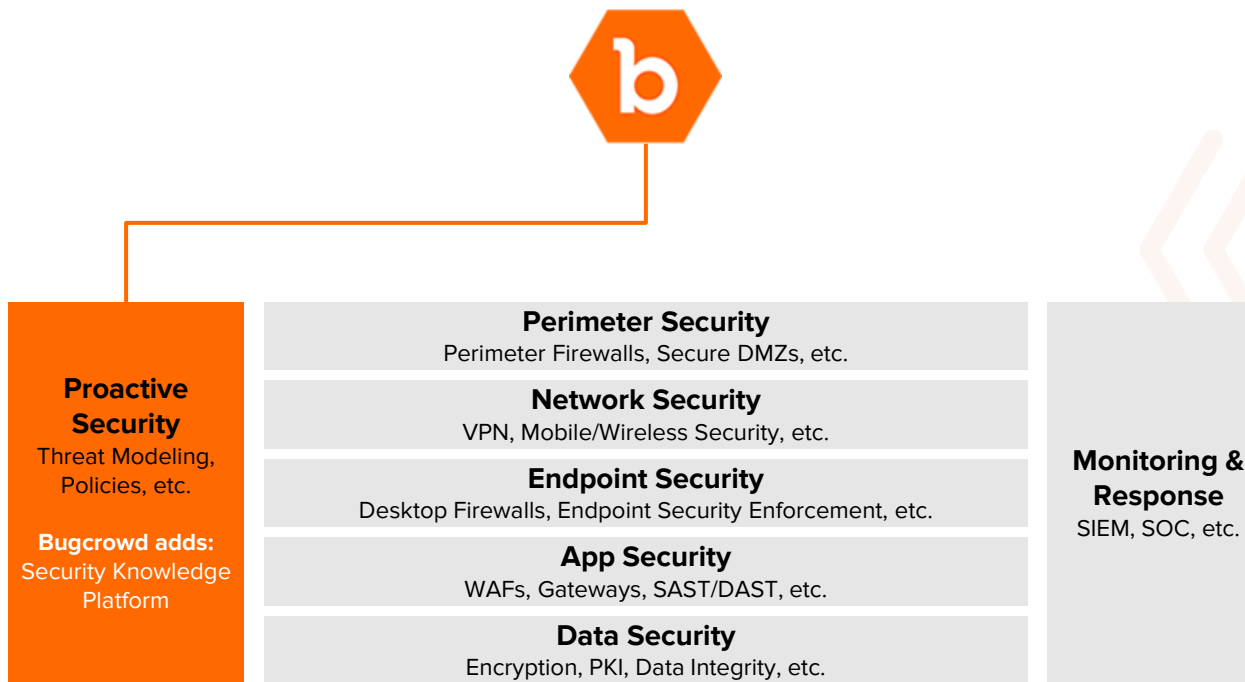 b
Proactive
Security
Threat Modeling,
Policies, etc.
Bugcrowd adds:
Security Knowledge
Platform
Perimeter Security
Perimeter Firewalls, Secure DMZs, etc.
Network Security
VPN, Mobile/Wireless Security, etc.
Endpoint Security
Desktop Firewalls, Endpoint Security Enforcement, etc.
App Security
WAFs, Gateways, SAST/DAST, etc.
Data Security
Encryption, PKI, Data Integrity, etc.
Monitoring &
Response
SIEM, SOC, etc.